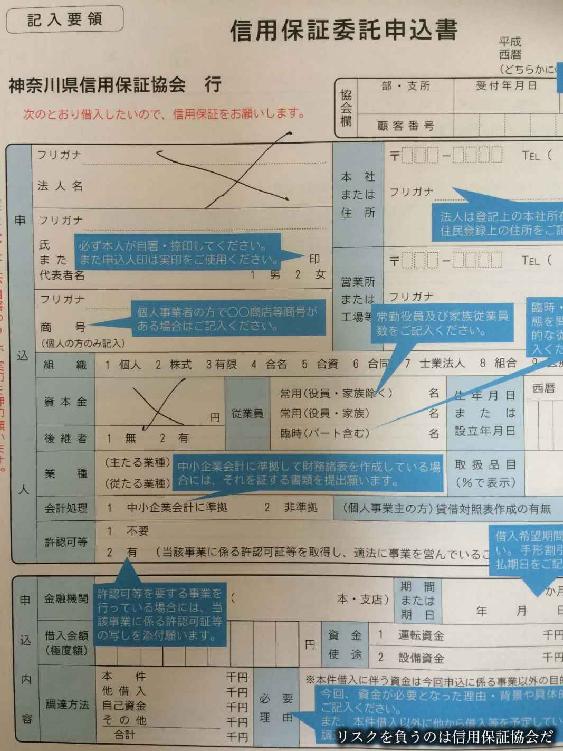 記入要領
信用保証委託申込書
平成
西暦
(どちらかに
神奈川県信用保証協会 行
次のとおり借入したいので、信用保証をお願いします。
協会欄
部・支所
受付年月日
顧客番号
申込人
フリガナ
法人名
フリガナ
氏
また
代表者名
必ず本人が自署・捺印してください。
また申込人印は実印をご使用ください。
印
1 男 2 女
フリガナ
商号
(個人の方のみ記入)
個人事業者の方で〇〇商店等商号が
ある場合はご記入ください。
本社
または
住所
〒 - TEL (
フリガナ
法人は登記上の本社所在
住民登録上の住所をご記
営業所
または
工場等
〒 - TEL (
フリガナ
常勤役員及び家族従業員
数をご記入ください。
臨時・
態を問
的な従
入くだ
組織
1 個人 2 株式 3 有限 4 合名 5 合資 6 合同 7 士業法人 8 組合 9
資本金
円
従業員
常用(役員・家族除く) 名
常用(役員・家族) 名
臨時(パート含む) 名
生年月日
または
設立年月日
西暦
後継者
1 無 2 有
業種
(主たる業種)
(従たる業種)
中小企業会計に準拠して財務諸表を作成している場
合には、それを証する書類を提出願います。
取扱品目
(%で表示)
会計処理
1 中小企業会計に準拠 2 非準拠
(個人事業主の方)貸借対照表作成の有無
許認可等
1 不要
2 有 (当該事業に係る許認可証等を取得し、適法に事業を営んでいるこ
借入希望期間
い。手形割引
払期日をご記
許認可等を要する事業を
行っている場合には、当
該事業に係る許認可証等
の写しを添付願います。
申込内容
金融機関
(
本・支店)
期間
または
期日
か月
年 月 日
借入金額
(極度額)
円
資金
使途
1 運転資金 千円
2 設備資金 千円
調達方法
本件 千円
他借入 千円
自己資金 千円
その他 千円
合計 千円
必要
理由
※本件借入に伴う資金は今回申込に係る事業以外の目的
今回、資金が必要となった理由・背景や具体的
ご記入ください。
また、本件借入以外に他から借入等を予定してい
リスクを負うのは信用保証協会だ